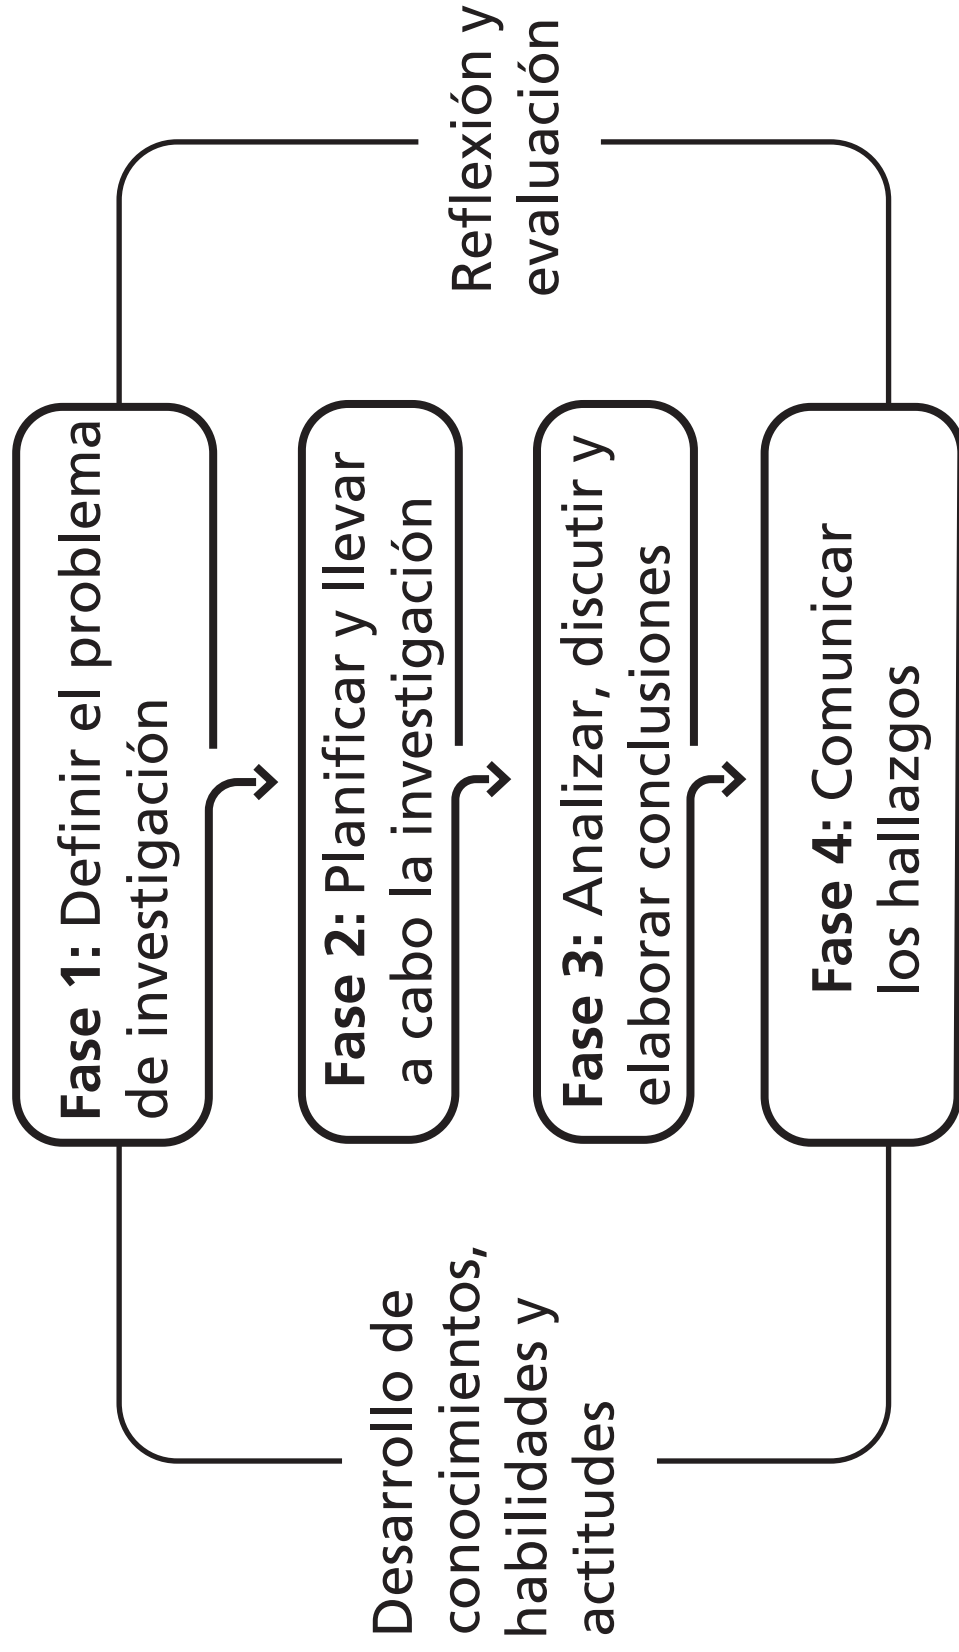 Fase 1: Definir el problema
de investigación
Fase 2: Planificar y llevar
a cabo la investigación
Fase 3: Analizar, discutir y
elaborar conclusiones
Fase 4: Comunicar
los hallazgos
Desarrollo de
conocimientos,
habilidades y
actitudes
Reflexión y
evaluación